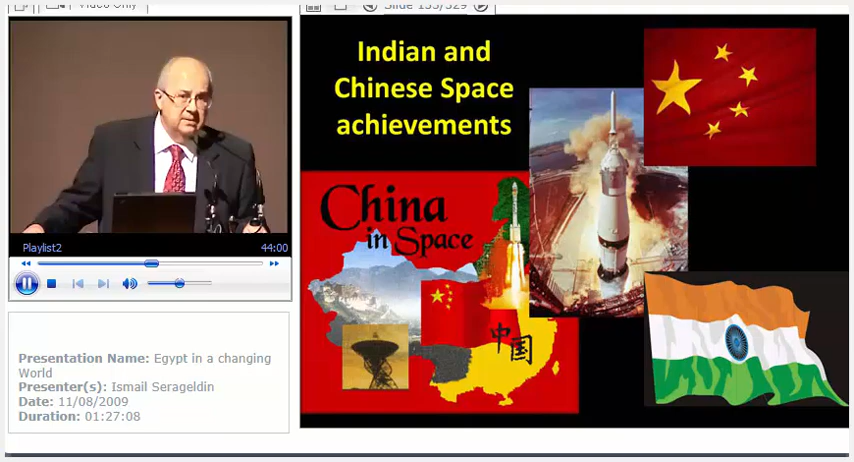 Video Only
Slide 133/329
Indian and
Chinese Space
achievements
China
in Space
中国
Playlist2
44:00
Presentation Name: Egypt in a changing
World
Presenter(s): Ismail Serageldin
Date: 11/08/2009
Duration: 01:27:08